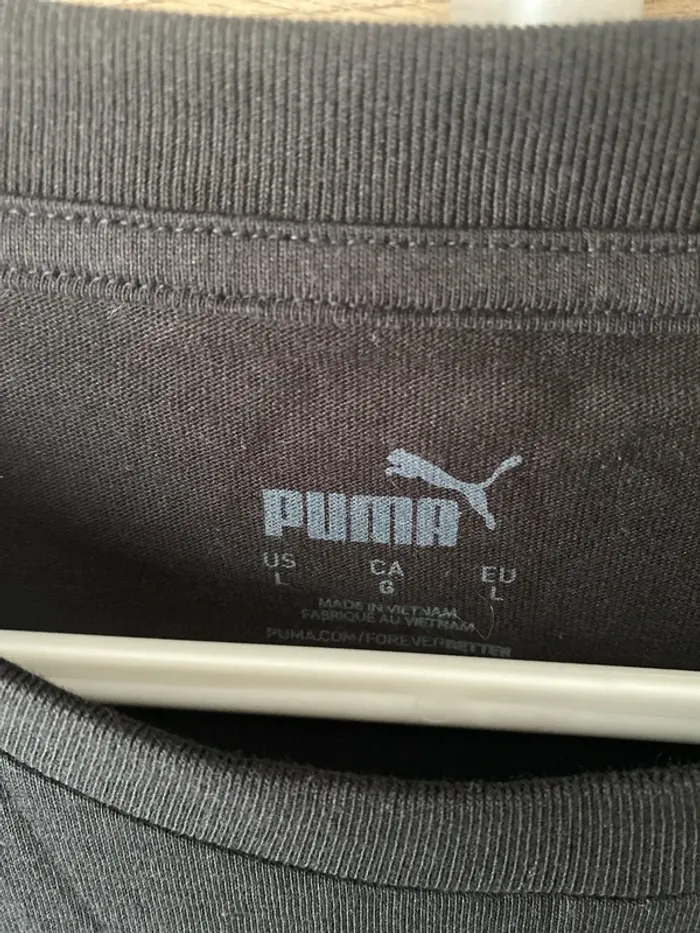 PUMA
US CA EU
L G L
MADE IN VIETNAM
FABRIQUE AU VIETNAM
PUMA.COM/FOREVERBETTER